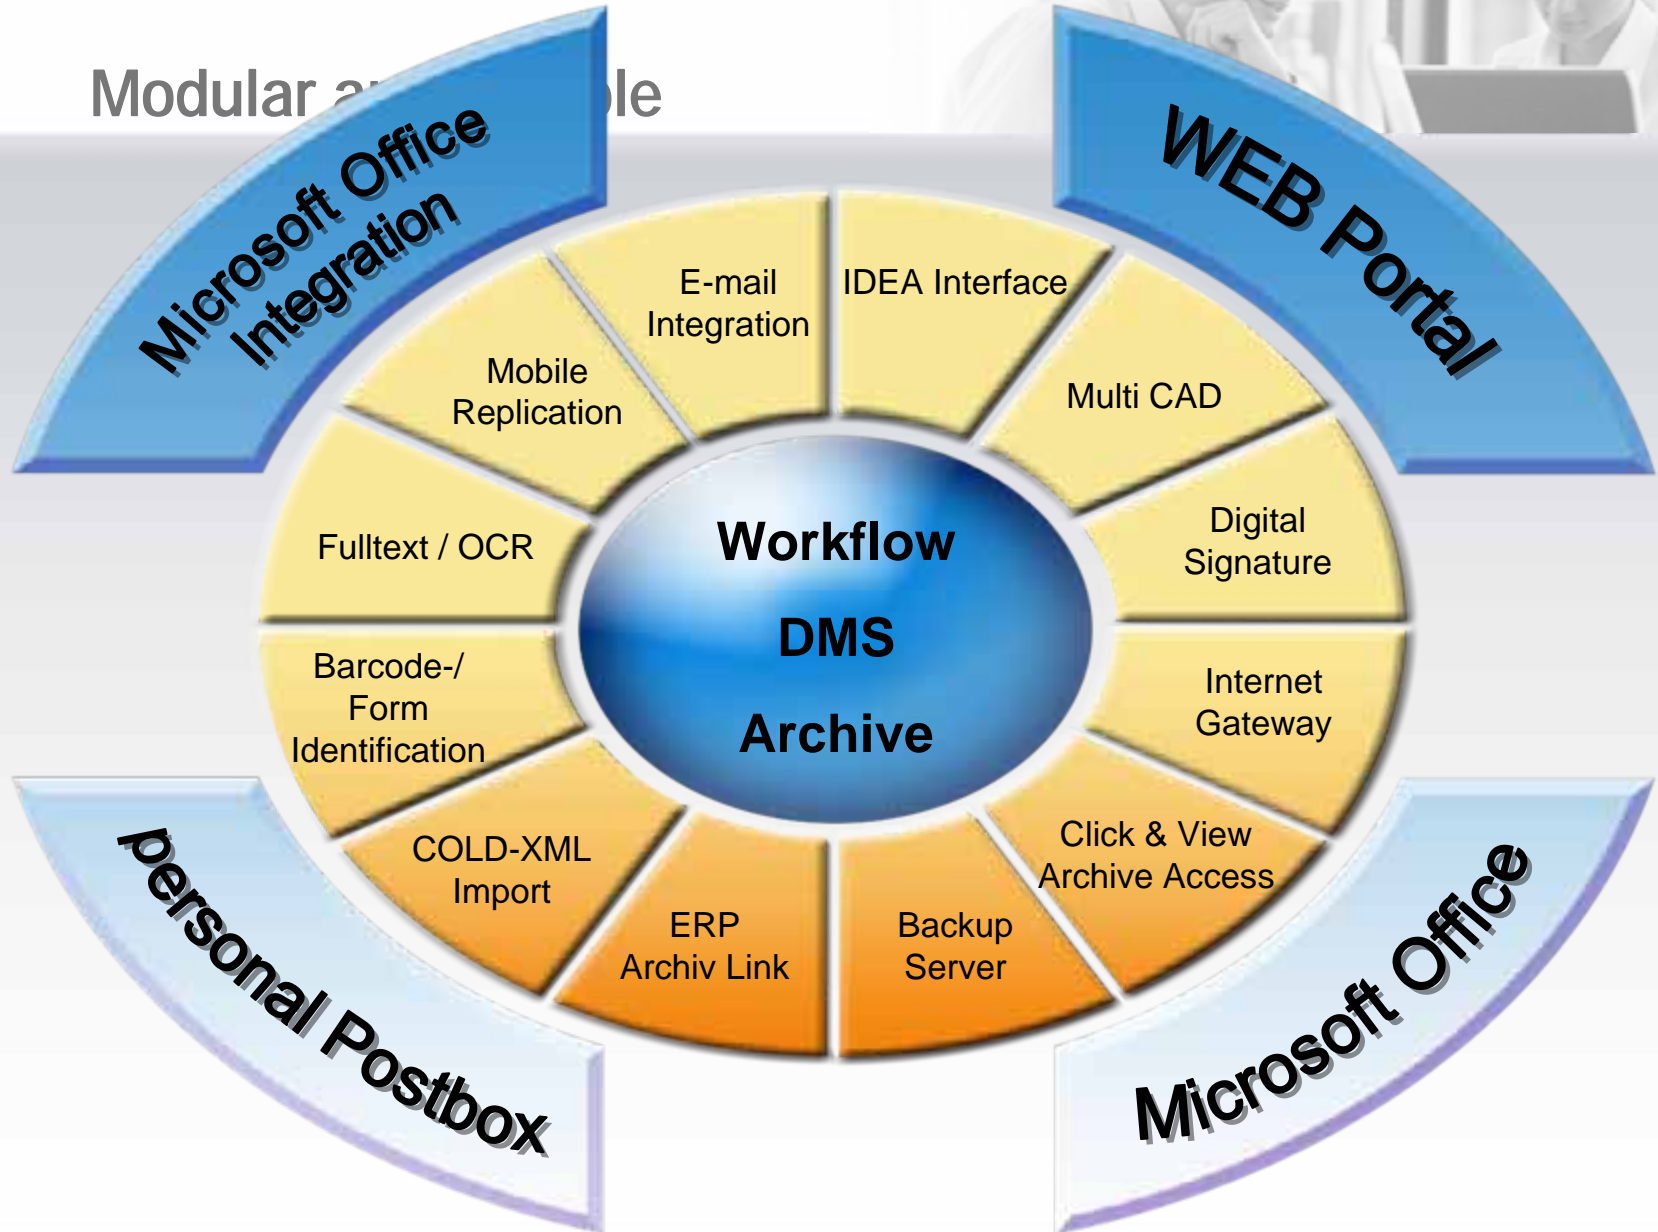 Modular
Microsoft Office
Integration
WEB Portal
E-mail
Integration
IDEA Interface
Mobile
Replication
Multi CAD
Fulltext / OCR
Digital
Signature
Workflow
DMS
Archive
Barcode-/
Form
Identification
Internet
Gateway
COLD-XML
Import
Click & View
Archive Access
ERP
Archiv Link
Backup
Server
personal Postbox
Microsoft Office